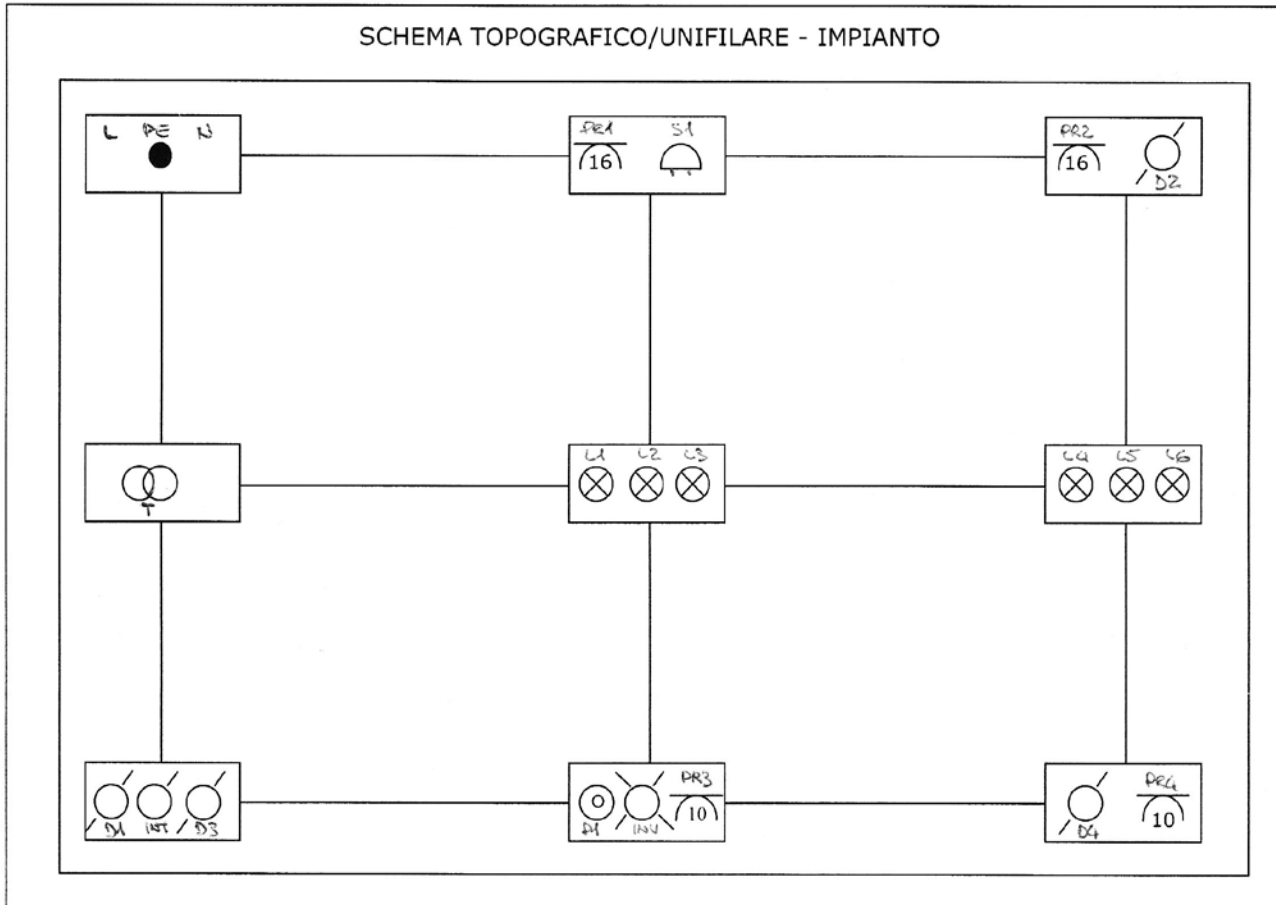 SCHEMA TOPOGRAFICO/UNIFILARE - IMPIANTO
L PE N
PR1 S1
16
PR2
16
D2
L1 L2 L3
L4 L5 L6
T
D1 INT D3
PR3
10
P1 INV
PR4
10
D4